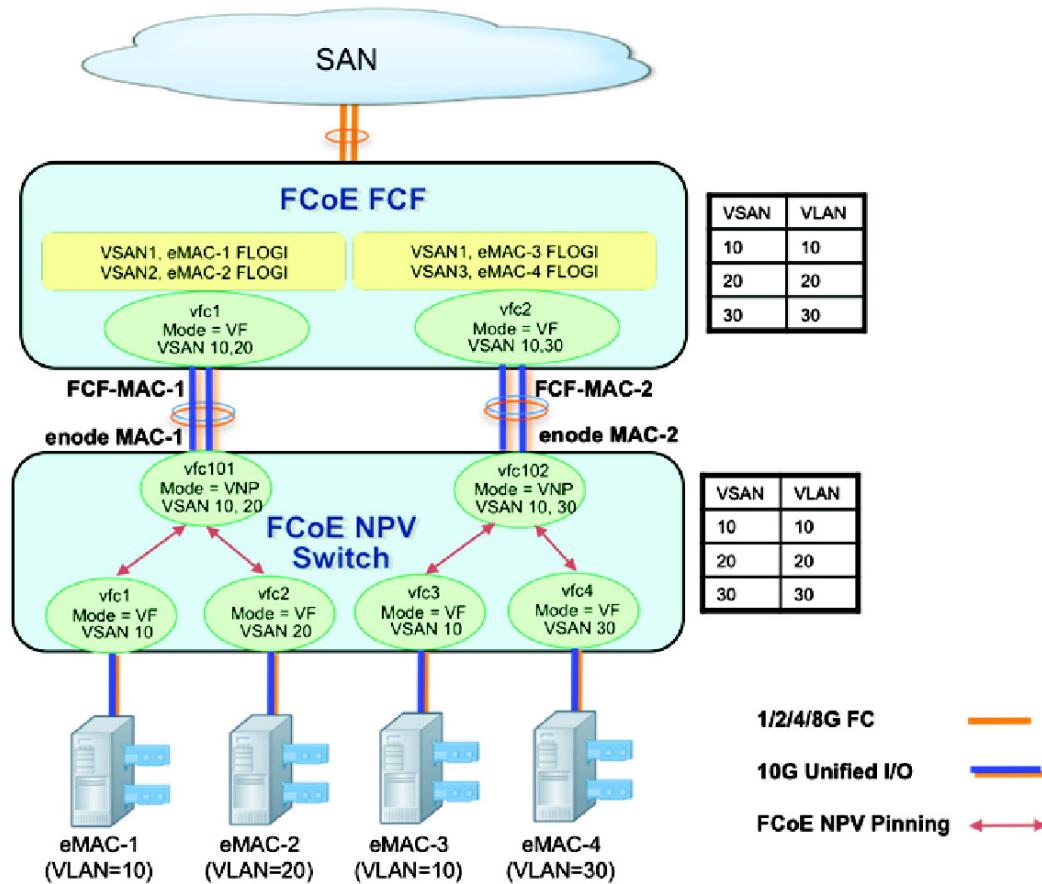 SAN
FCoE FCF
VSAN1, eMAC-1 FLOGI
VSAN2, eMAC-2 FLOGI
VSAN1, eMAC-3 FLOGI
VSAN3, eMAC-4 FLOGI
vfc1
Mode = VF
VSAN 10,20
vfc2
Mode = VF
VSAN 10,30
VSAN VLAN
10 10
20 20
30 30
FCF-MAC-1
FCF-MAC-2
enode MAC-1
enode MAC-2
vfc101
Mode = VNP
VSAN 10, 20
vfc102
Mode = VNP
VSAN 10, 30
FCoE NPV
Switch
vfc1
Mode = VF
VSAN 10
vfc2
Mode = VF
VSAN 20
vfc3
Mode = VF
VSAN 10
vfc4
Mode = VF
VSAN 30
VSAN VLAN
10 10
20 20
30 30
eMAC-1
(VLAN=10)
eMAC-2
(VLAN=20)
eMAC-3
(VLAN=10)
eMAC-4
(VLAN=30)
1/2/4/8G FC
10G Unified I/O
FCoE NPV Pinning